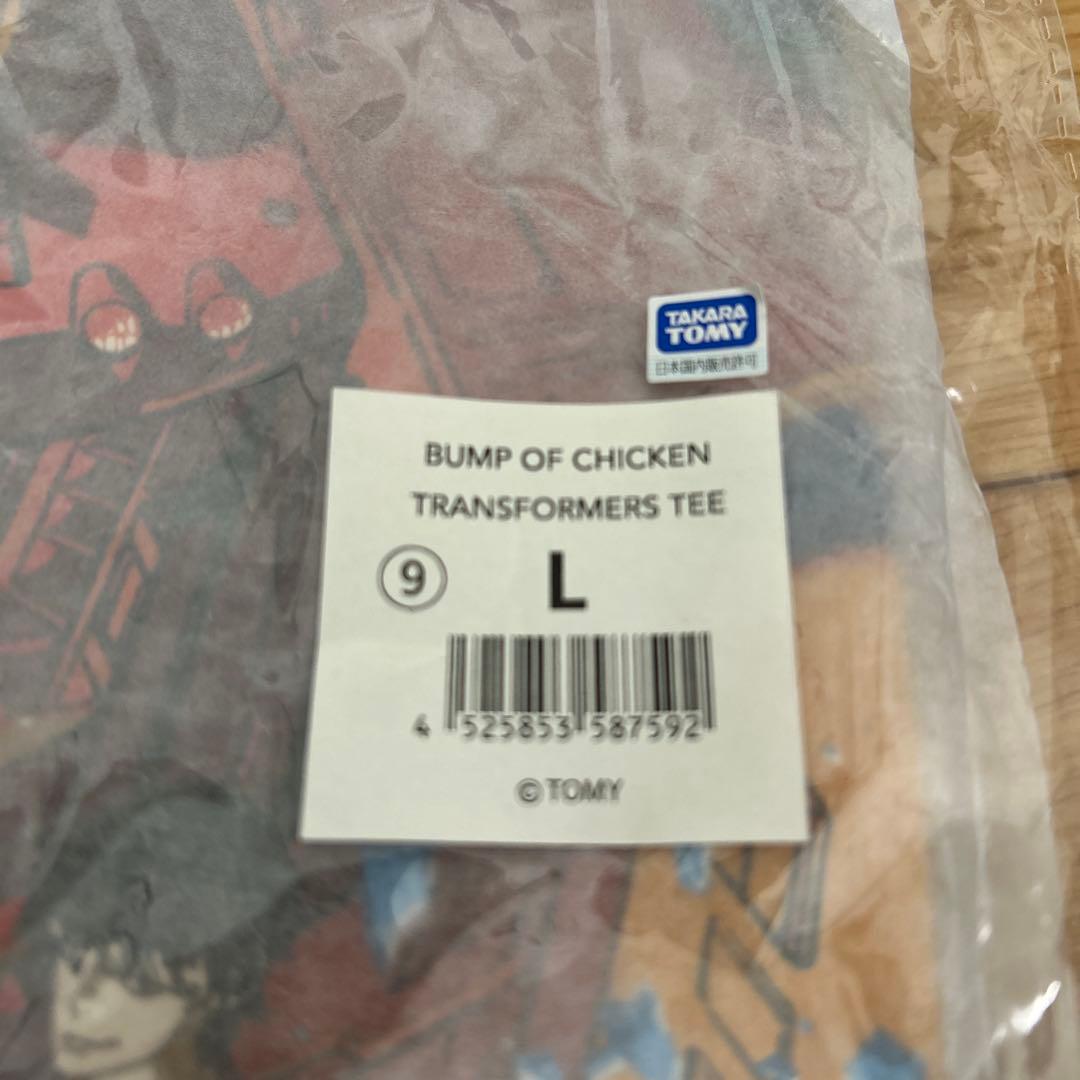 TAKARA
TOMY
日本国内販売許可
BUMP OF CHICKEN
TRANSFORMERS TEE
⑨ L
4 525853 587592
©TOMY